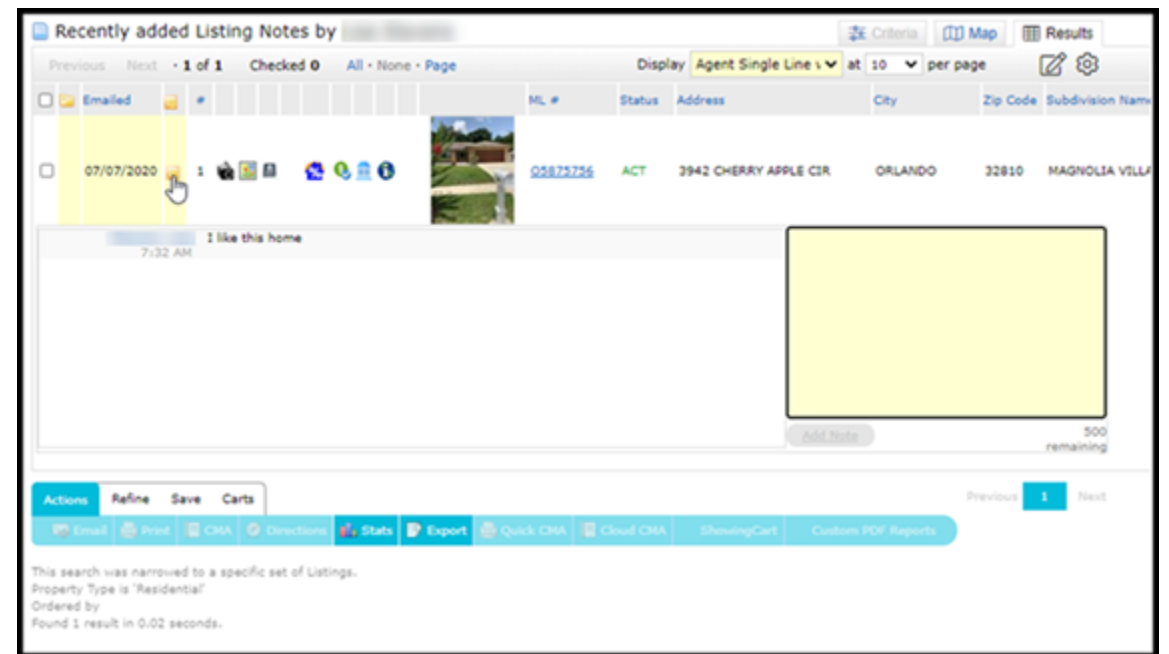 Recently added Listing Notes by
Criteria Map Results
Previous Next · 1 of 1 Checked 0 All · None · Page
Display Agent Single Line at 10 per page
Emailed # ML # Status Address City Zip Code Subdivision Name
07/07/2020 1 O5875756 ACT 3942 CHERRY APPLE CIR ORLANDO 32810 MAGNOLIA VILLA
I like this home
7:32 AM
Add Note
500
remaining
Actions Refine Save Carts
Previous 1 Next
Email Print CMA Directions Stats Export Quick CMA Cloud CMA ShowingCart Custom PDF Reports
This search was narrowed to a specific set of Listings.
Property Type is 'Residential'
Ordered by
Found 1 result in 0.02 seconds.